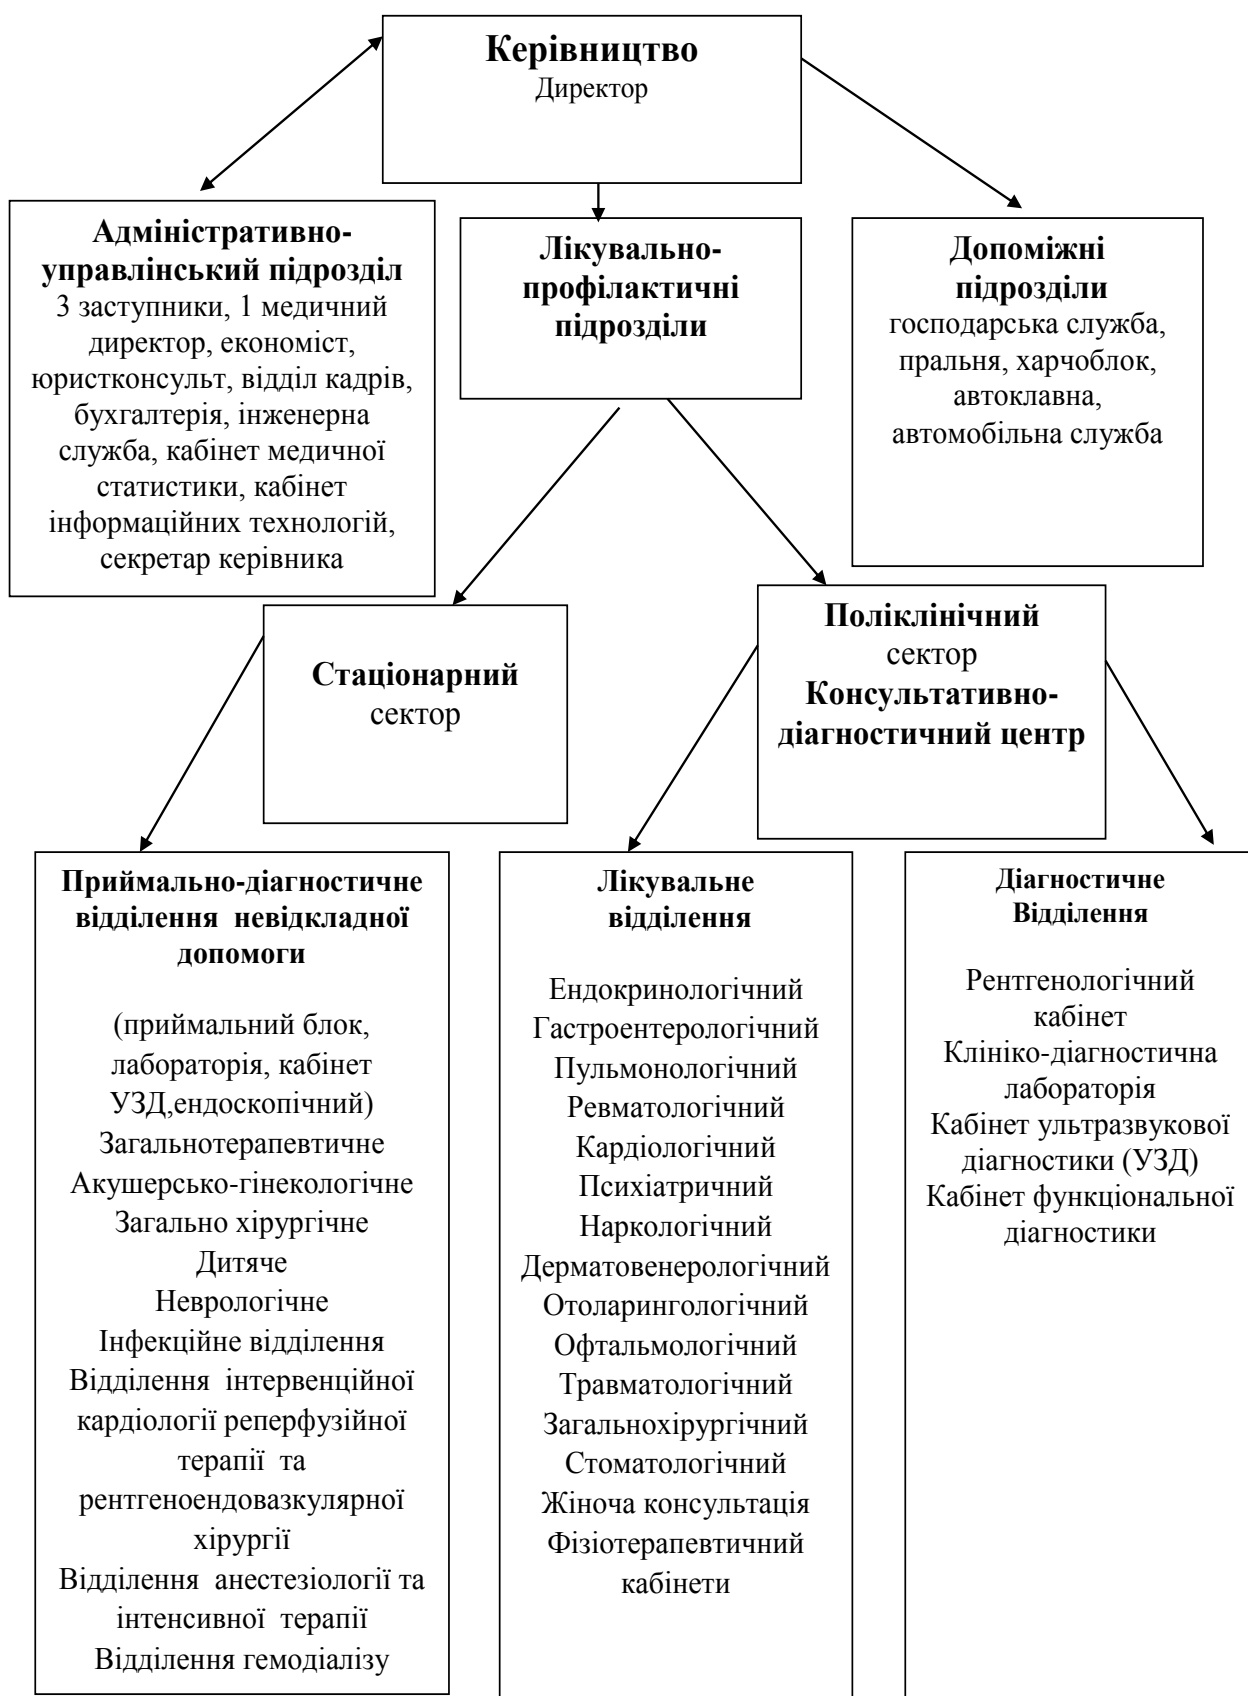 Керівництво
Директор
Адміністративно-
управлінський підрозділ
3 заступники, 1 медичний
директор, економіст,
юристконсульт, відділ кадрів,
бухгалтерія, інженерна
служба, кабінет медичної
статистики, кабінет
інформаційних технологій,
секретар керівника
Лікувально-
профілактичні
підрозділи
Допоміжні
підрозділи
господарська служба,
пральня, харчоблок,
автоклавна,
автомобільна служба
Стаціонарний
сектор
Поліклінічний
сектор
Консультативно-
діагностичний центр
Приймально-діагностичне
відділення невідкладної
допомоги
(приймальний блок,
лабораторія, кабінет
УЗД,ендоскопічний)
Загальнотерапевтичне
Акушерсько-гінекологічне
Загально хірургічне
Дитяче
Неврологічне
Інфекційне відділення
Відділення інтервенційної
кардіології реперфузійної
терапії та
рентгеноендовазкулярної
хірургії
Відділення анестезіології та
інтенсивної терапії
Відділення гемодіалізу
Лікувальне
відділення
Ендокринологічний
Гастроентерологічний
Пульмонологічний
Ревматологічний
Кардіологічний
Психіатричний
Наркологічний
Дерматовенерологічний
Отоларингологічний
Офтальмологічний
Травматологічний
Загальнохірургічний
Стоматологічний
Жіноча консультація
Фізіотерапевтичний
кабінети
Діагностичне
Відділення
Рентгенологічний
кабінет
Клініко-діагностична
лабораторія
Кабінет ультразвукової
діагностики (УЗД)
Кабінет функціональної
діагностики